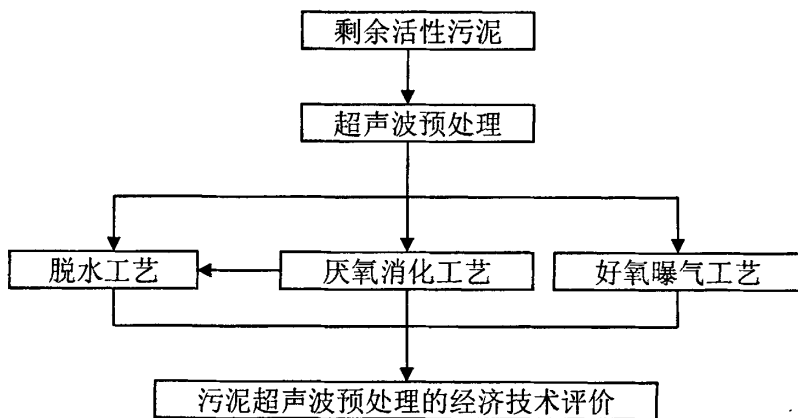 剩余活性污泥
超声波预处理
脱水工艺
厌氧消化工艺
好氧曝气工艺
污泥超声波预处理的经济技术评价